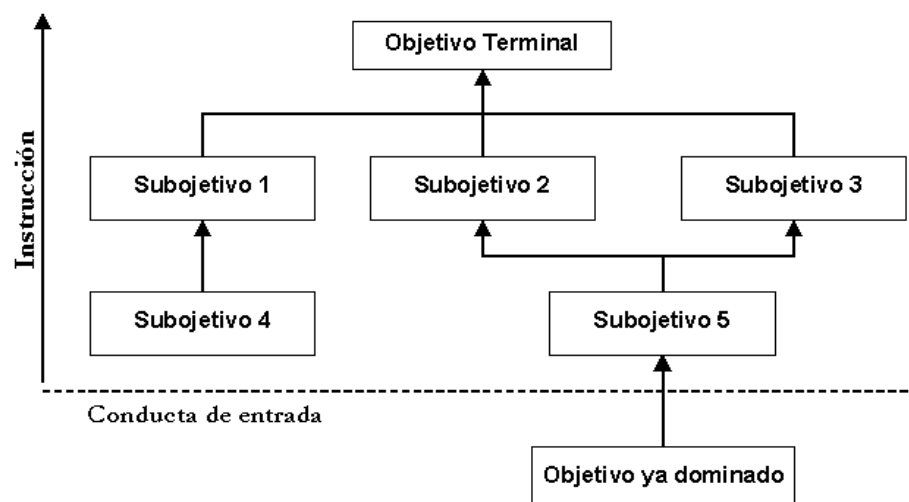 Objetivo Terminal
Instrucción
Subojetivo 1
Subojetivo 2
Subojetivo 3
Subojetivo 4
Subojetivo 5
Conducta de entrada
Objetivo ya dominado